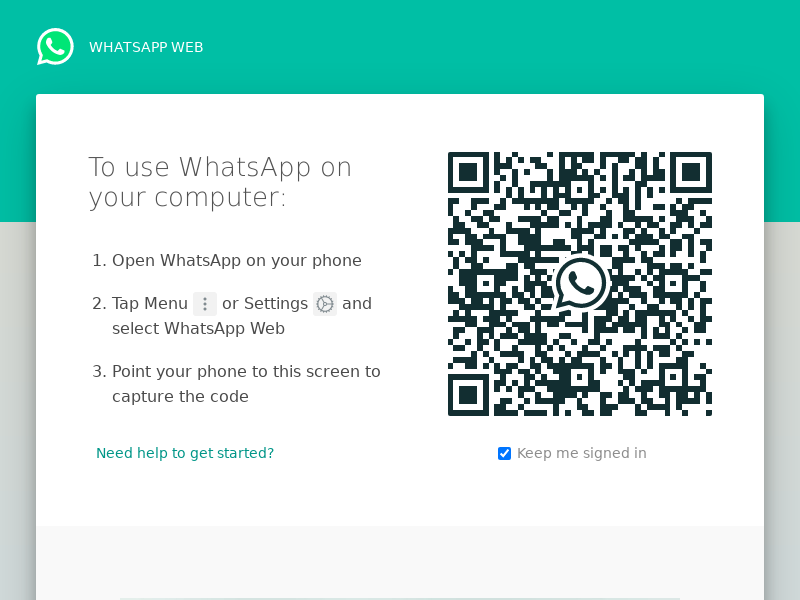 WHATSAPP WEB
To use WhatsApp on
your computer:
1. Open WhatsApp on your phone
2. Tap Menu or Settings and
select WhatsApp Web
3. Point your phone to this screen to
capture the code
Need help to get started?
Keep me signed in